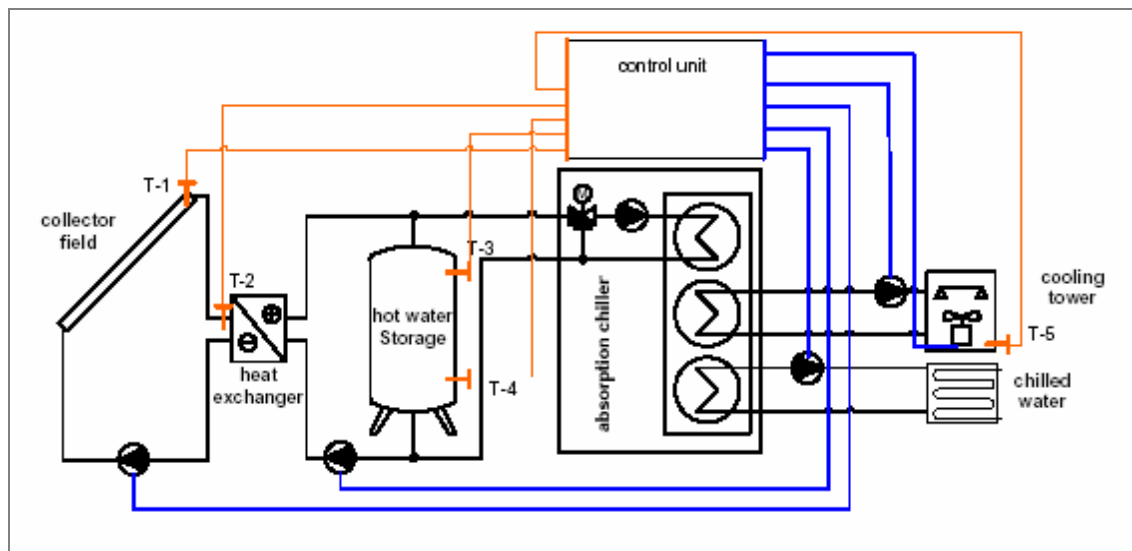 control unit
T-1
collector
field
T-2
T-3
hot water
Storage
T-4
heat
exchanger
M
absorption chiller
cooling
tower
T-5
chilled
water